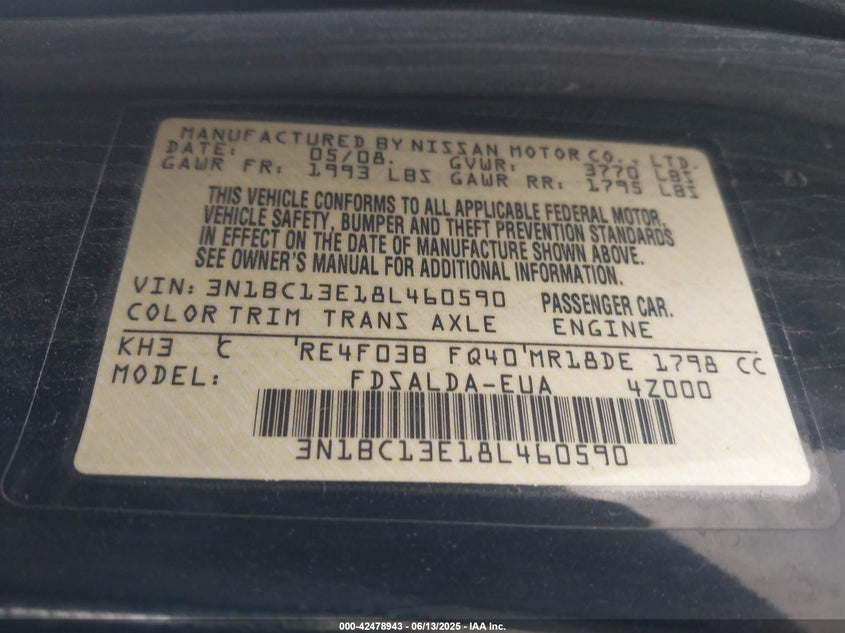 MANUFACTURED BY NISSAN MOTOR CO., LTD.
DATE: 05/08. GVWR: 3770 LBS
GAWR FR: 1993 LBS GAWR RR: 1795 LBS
THIS VEHICLE CONFORMS TO ALL APPLICABLE FEDERAL MOTOR
VEHICLE SAFETY, BUMPER AND THEFT PREVENTION STANDARDS
IN EFFECT ON THE DATE OF MANUFACTURE SHOWN ABOVE.
SEE OWNER'S MANUAL FOR ADDITIONAL INFORMATION.
VIN: 3N1BC13E18L460590 PASSENGER CAR.
COLOR TRIM TRANS AXLE ENGINE
KH3 C RE4F03B FQ40 MR18DE 1798 CC
MODEL: FDSALDA-EUA 4Z000
3N1BC13E18L460590
000-42478943 - 06/13/2025 - IAA Inc.